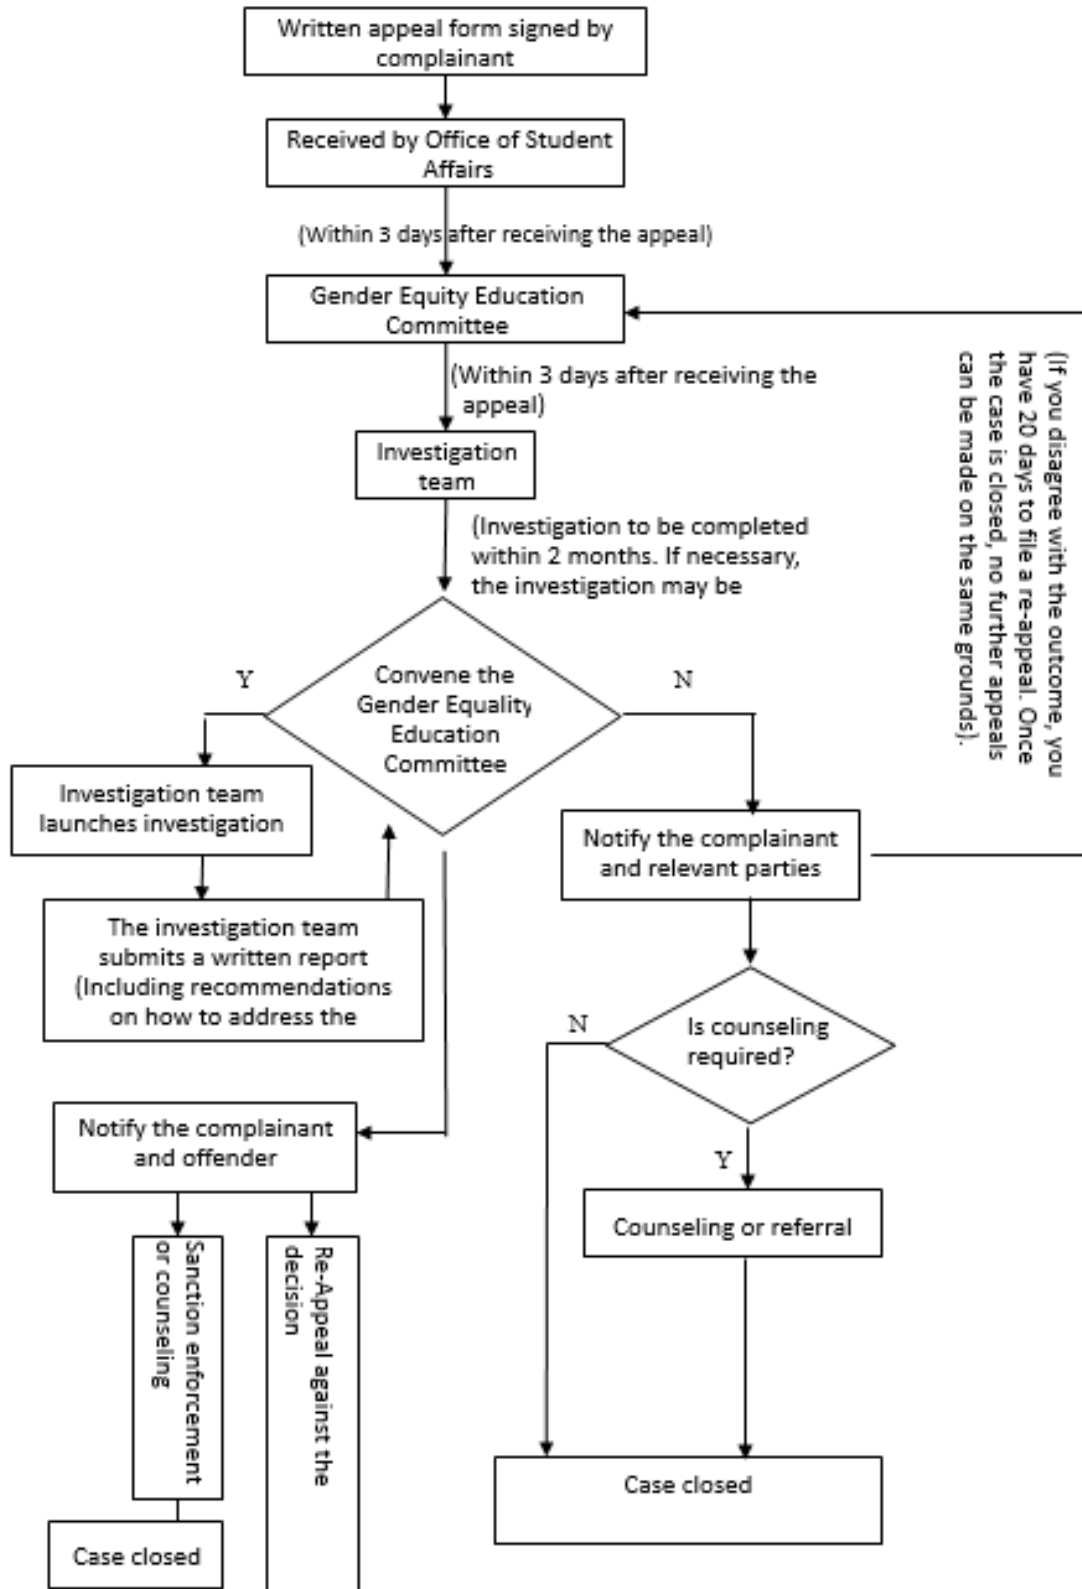 Written appeal form signed by
complainant
Received by Office of Student
Affairs
(Within 3 days after receiving the appeal)
Gender Equity Education
Committee
(Within 3 days after receiving the
appeal)
Investigation
team
(Investigation to be completed
within 2 months. If necessary,
the investigation may be
(If you disagree with the outcome, you
have 20 days to file a re-appeal. Once
the case is closed, no further appeals
can be made on the same grounds).
Y
Convene the
Gender Equality
Education
Committee
N
Investigation team
launches investigation
Notify the complainant
and relevant parties
The investigation team
submits a written report
(Including recommendations
on how to address the
N
Is counseling
required?
Y
Notify the complainant
and offender
Counseling or referral
Sanction enforcement
or counseling
Re-Appeal against the
decision
Case closed
Case closed